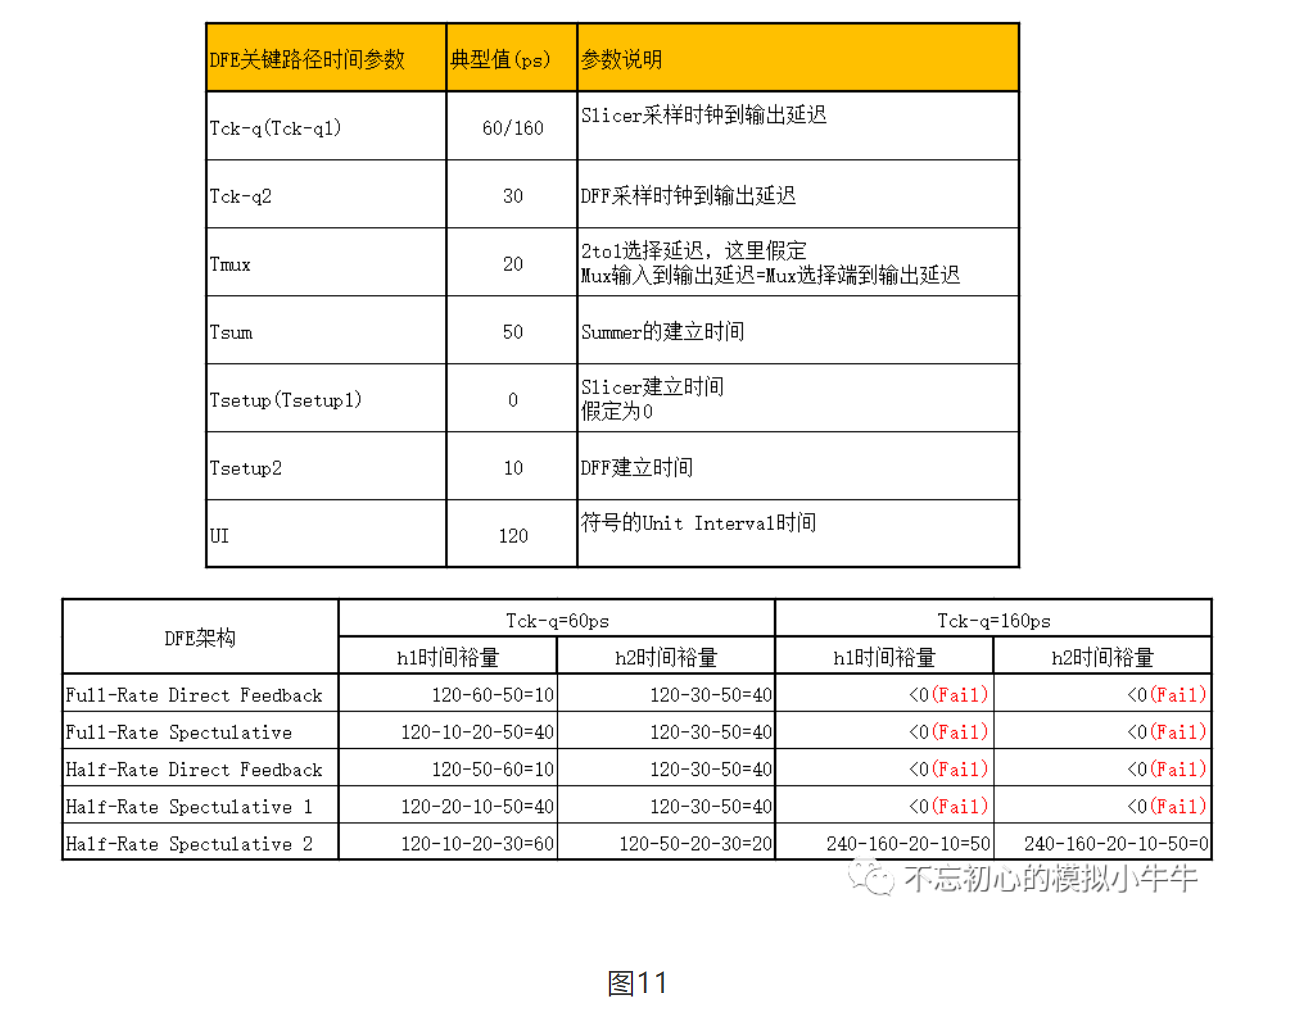 DFE关键路径时间参数 典型值(ps) 参数说明
Tck-q(Tck-q1) 60/160 Slicer采样时钟到输出延迟
Tck-q2 30 DFF采样时钟到输出延迟
Tmux 20 2to1选择延迟，这里假定
Mux输入到输出延迟=Mux选择端到输出延迟
Tsum 50 Summer的建立时间
Tsetup(Tsetup1) 0 Slicer建立时间
假定为0
Tsetup2 10 DFF建立时间
UI 120 符号的Unit Interval时间
DFE架构 Tck-q=60ps Tck-q=160ps
h1时间裕量 h2时间裕量 h1时间裕量 h2时间裕量
Full-Rate Direct Feedback 120-60-50=10 120-30-50=40 <0(Fail) <0(Fail)
Full-Rate Spectulative 120-10-20-50=40 120-30-50=40 <0(Fail) <0(Fail)
Half-Rate Direct Feedback 120-50-60=10 120-30-50=40 <0(Fail) <0(Fail)
Half-Rate Spectulative 1 120-20-10-50=40 120-30-50=40 <0(Fail) <0(Fail)
Half-Rate Spectulative 2 120-10-20-30=60 120-50-20-30=20 240-160-20-10=50 240-160-20-10-50=0
不忘初心的模拟小牛牛
图11